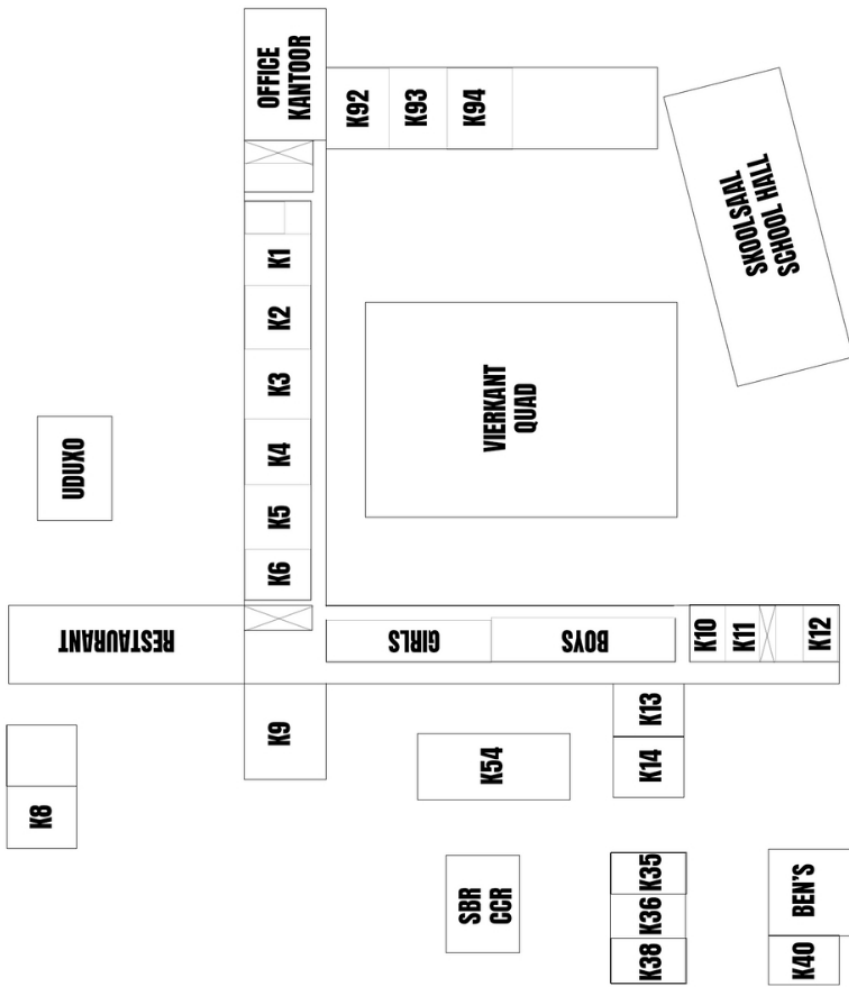 OFFICE
KANTOOR
K92
K93
K94
SKOOLSAAL
SCHOOL HALL
K1
K2
K3
K4
K5
K6
VIERKANT
QUAD
UDUXO
RESTAURANT
GIRLS
BOYS
K10
K11
K12
K9
K13
K14
K54
K8
SBR
CCR
K35
K36
K38
BEN'S
K40